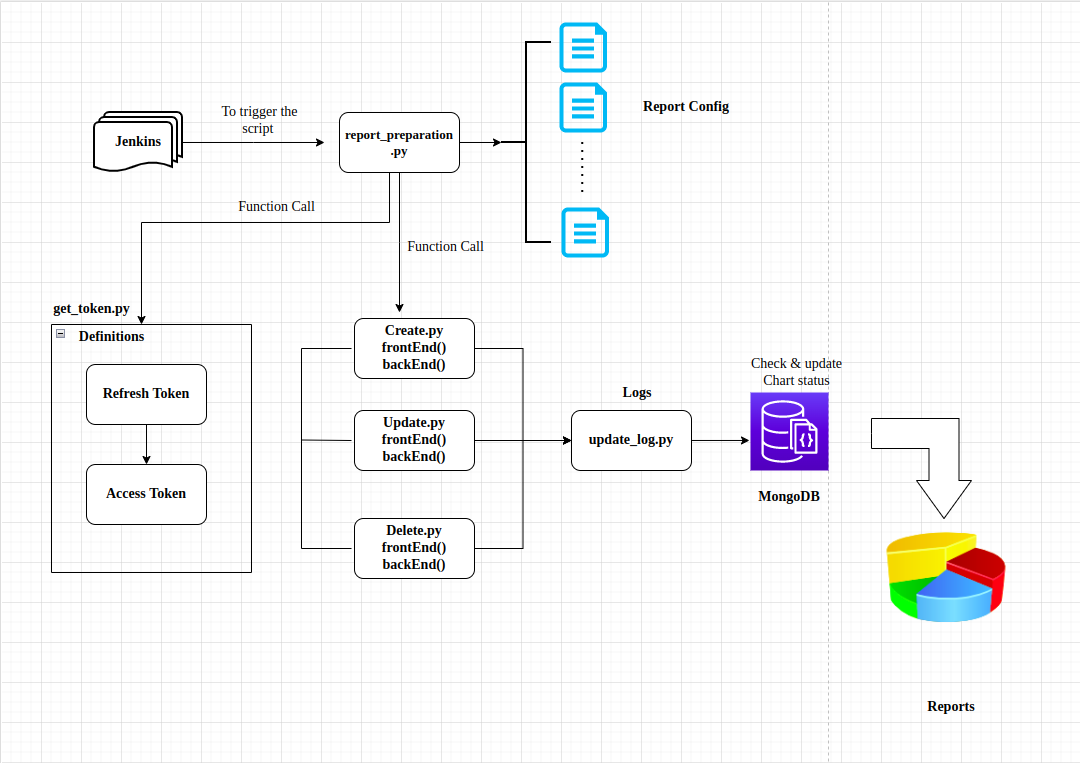 To trigger the
script
Jenkins
report_preparation
.py
Report Config
Function Call
Function Call
get_token.py
Definitions
Refresh Token
Access Token
Create.py
frontEnd()
backEnd()
Update.py
frontEnd()
backEnd()
Delete.py
frontEnd()
backEnd()
Logs
update_log.py
Check & update
Chart status
{}
MongoDB
Reports